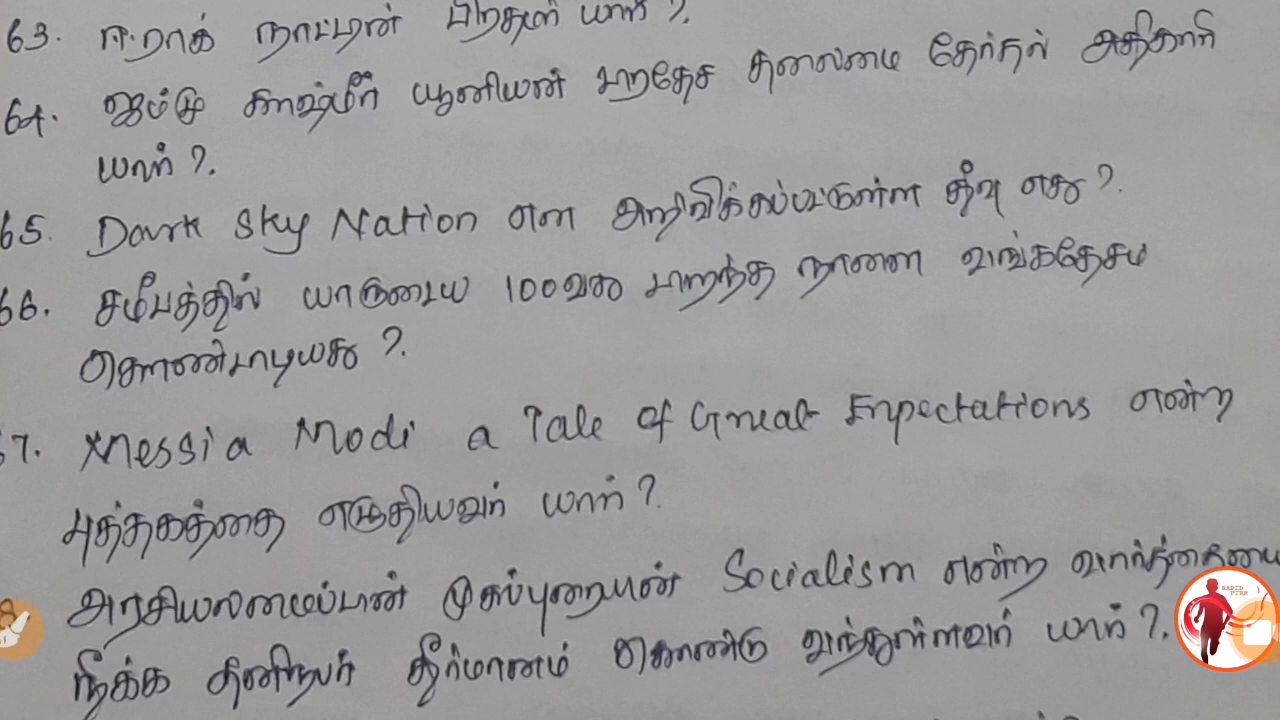 63. ஈராக் நாட்டின் பிரதமர் யார்?.
64. ஜம்மு காஷ்மீர் யூனியன் பிரதேச தலைமை தேர்தல் அதிகாரி
யார்?.
65. Dark Sky Nation என அறிவிக்கப்பட்டுள்ள தீவு எது?.
66. சமீபத்தில் யாருடைய 100வது பிறந்த நாளை வங்கதேசம்
கொண்டாடியது?.
67. Messia Modi a Tale of Great Expectations என்ற
புத்தகத்தை எழுதியவர் யார்?
அரசியலமைப்பின் முகப்புரையின் Socialism என்ற வார்த்தையை
நீக்க தனிநபர் தீர்மானம் கொண்டு வந்துள்ளவர் யார்?.
RAPID
FIRE